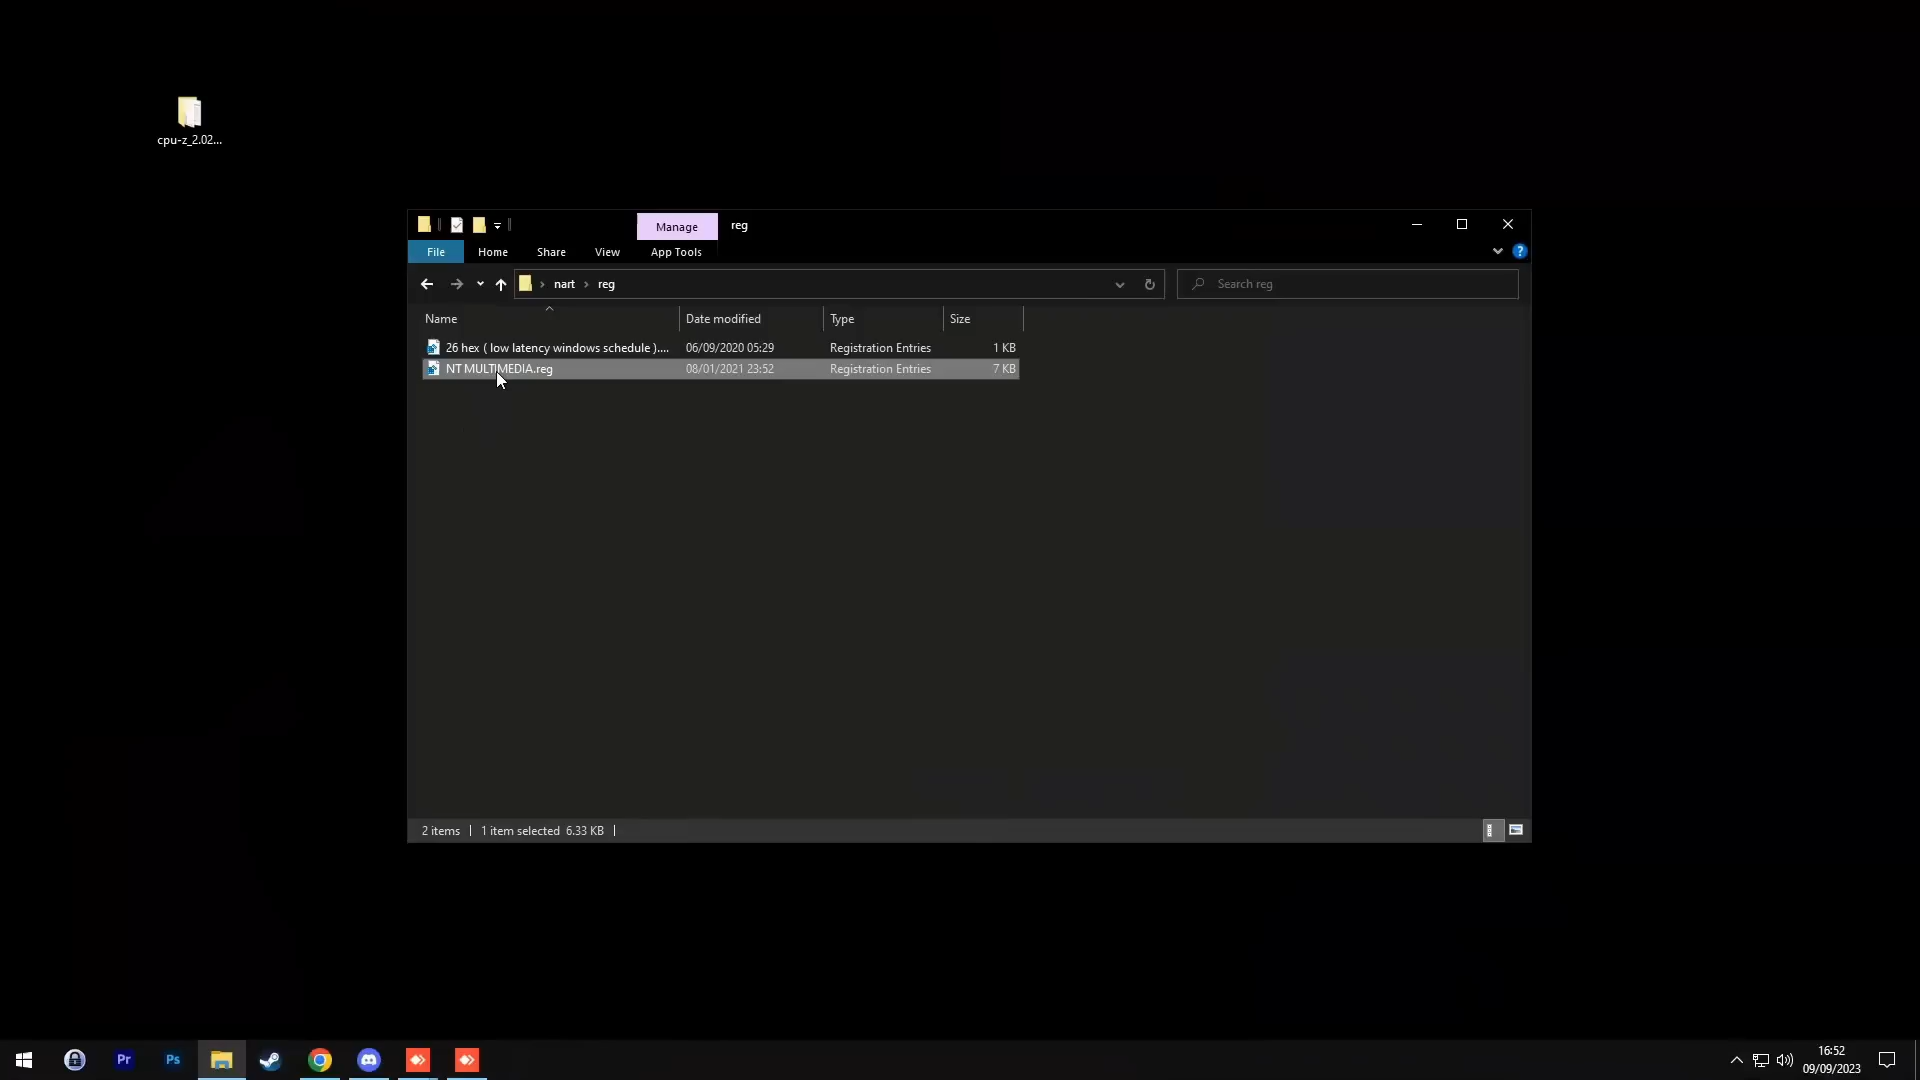 cpu-z_2.02...
Manage
reg
File
Home
Share
View
App Tools
?
nart
reg
Search reg
Name
Date modified
Type
Size
26 hex ( low latency windows schedule )....
06/09/2020 05:29
Registration Entries
1 KB
NT MULTIMEDIA.reg
08/01/2021 23:52
Registration Entries
7 KB
2 items
1 item selected 6.33 KB
Pr
Ps
16:52
09/09/2023